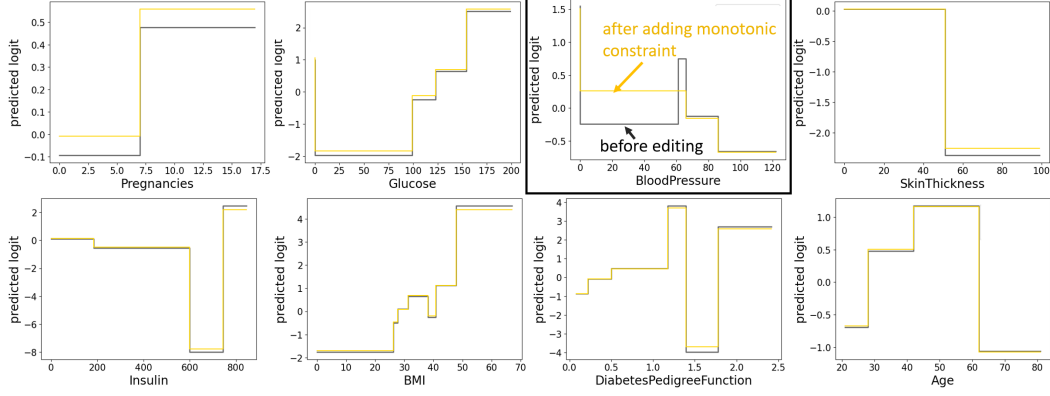 predicted logit
0.5
0.4
0.3
0.2
0.1
0.0
−0.1
0.0 2.5 5.0 7.5 10.0 12.5 15.0 17.5
Pregnancies
predicted logit
2
1
0
−1
−2
0 25 50 75 100 125 150 175 200
Glucose
predicted logit
1.5
1.0
0.5
0.0
−0.5
after adding monotonic
constraint
before editing
0 20 40 60 80 100 120
BloodPressure
predicted logit
0.0
−0.5
−1.0
−1.5
−2.0
0 20 40 60 80 100
SkinThickness
predicted logit
2
0
−2
−4
−6
−8
0 200 400 600 800
Insulin
predicted logit
4
3
2
1
0
−1
−2
0 10 20 30 40 50 60 70
BMI
predicted logit
4
3
2
1
0
−1
−2
−3
−4
0.0 0.5 1.0 1.5 2.0 2.5
DiabetesPedigreeFunction
predicted logit
1.0
0.5
0.0
−0.5
−1.0
20 30 40 50 60 70 80
Age